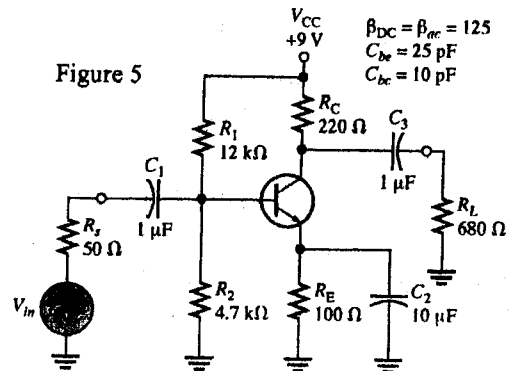 V_CC
+9 V
β_DC = β_ac = 125
C_be = 25 pF
C_bc = 10 pF
Figure 5
R_C
220 Ω
C_3
1 µF
R_1
12 kΩ
C_1
1 µF
R_s
50 Ω
R_L
680 Ω
V_in
R_2
4.7 kΩ
R_E
100 Ω
C_2
10 µF